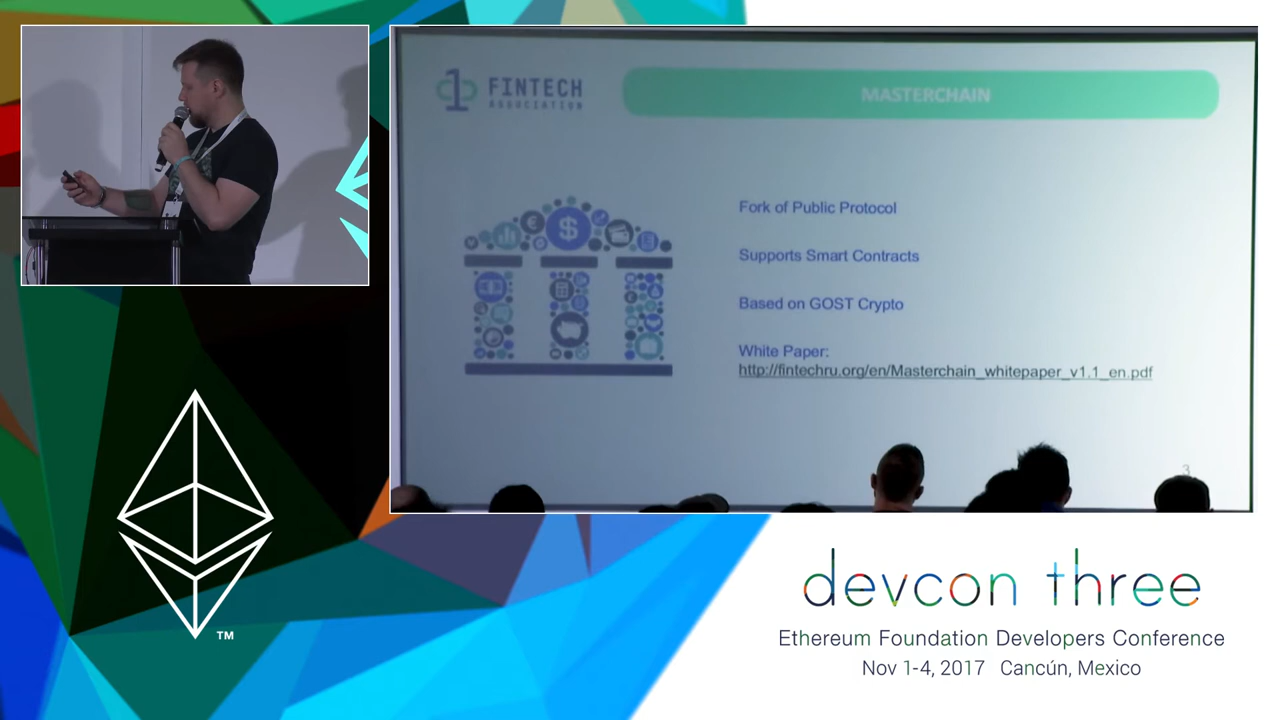 FINTECH
ASSOCIATION
MASTERCHAIN
Fork of Public Protocol
Supports Smart Contracts
Based on GOST Crypto
White Paper:
http://fintechru.org/en/Masterchain_whitepaper_v1.1_en.pdf
3
TM
devcon three
Ethereum Foundation Developers Conference
Nov 1-4, 2017 Cancún, Mexico